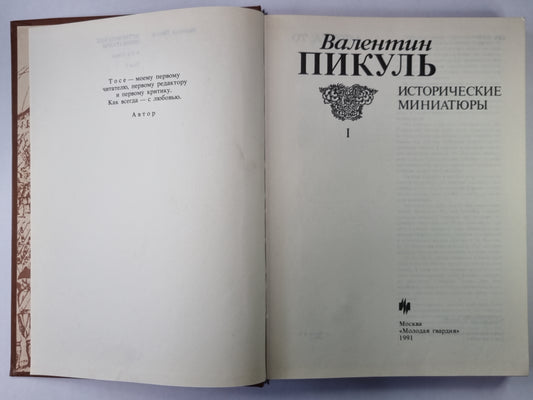 Тосе — моему первому
читателю, первому редактору
и первому критику.
Как всегда — с любовью.
Автор
Валентин
ПИКУЛЬ
ИСТОРИЧЕСКИЕ
МИНИАТЮРЫ
I
Москва
«Молодая гвардия»
1991